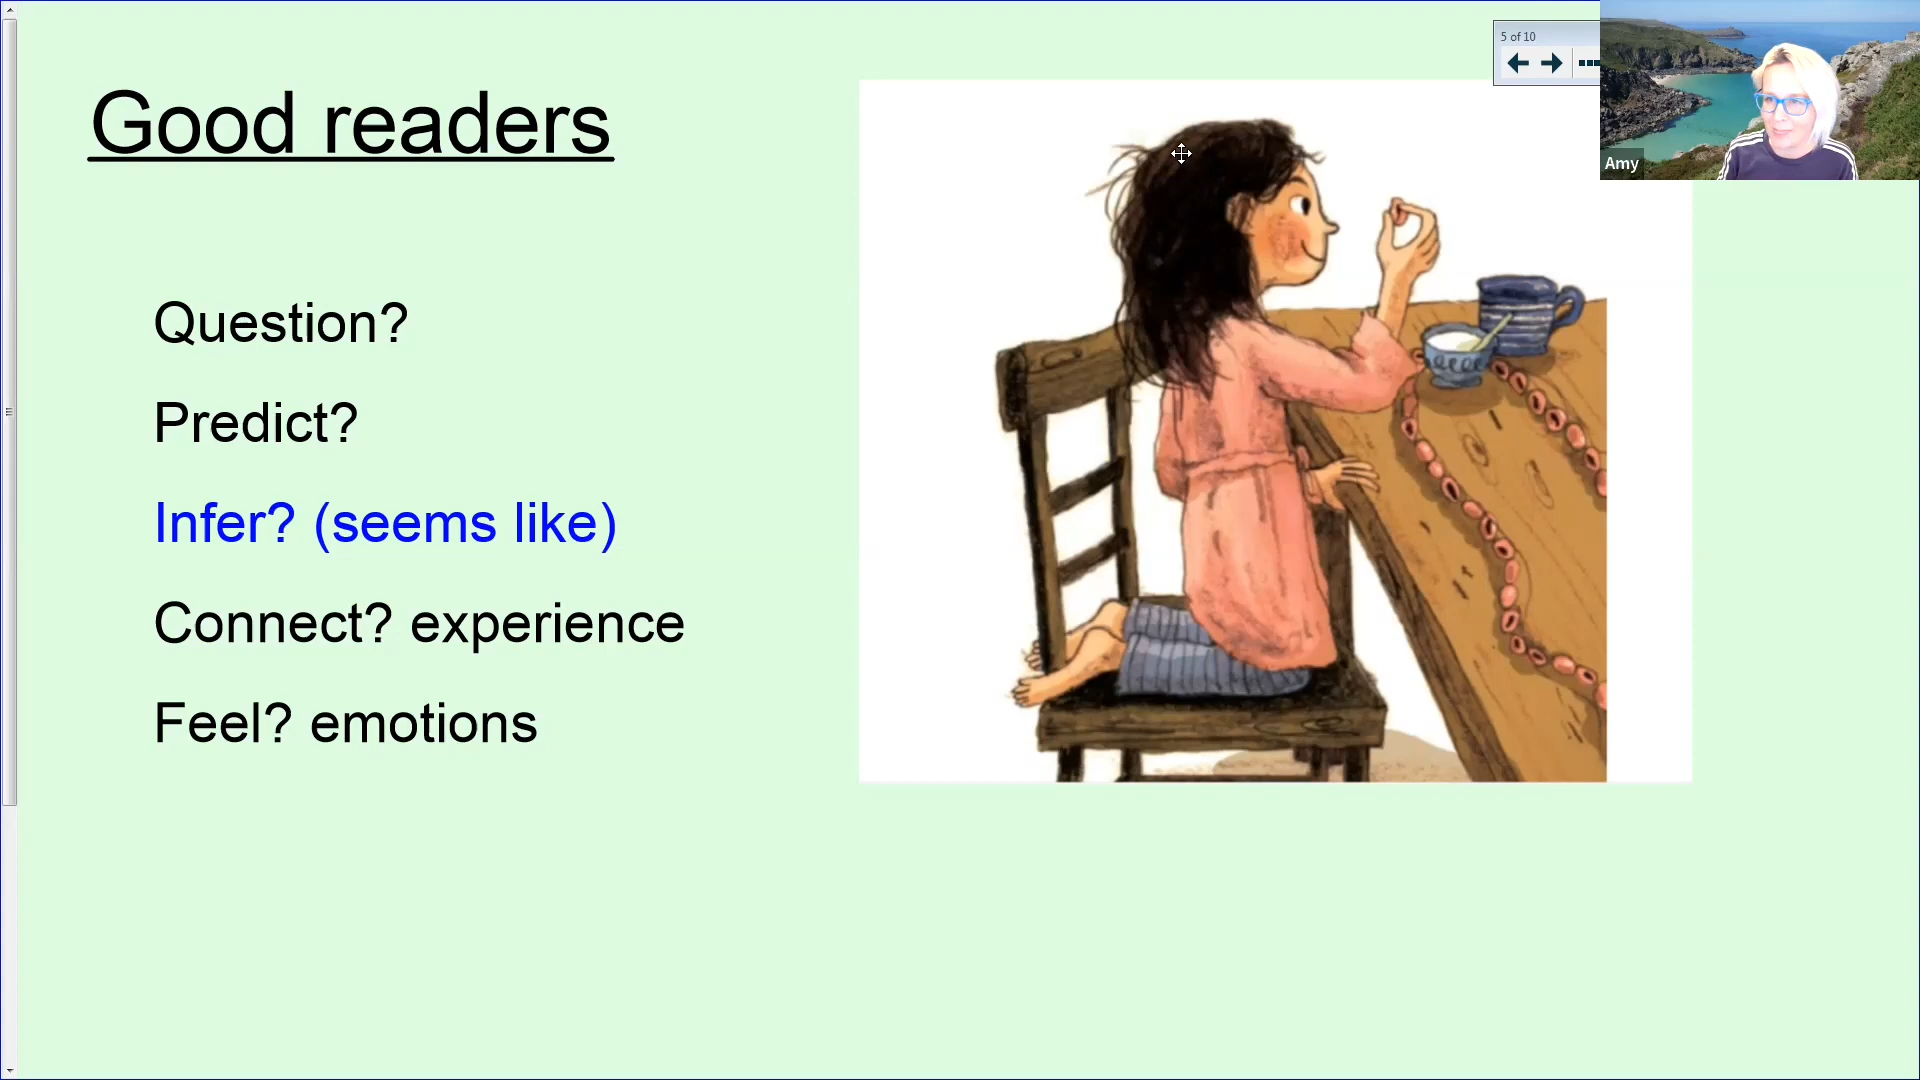 Good readers
Question?
Predict?
Infer? (seems like)
Connect? experience
Feel? emotions
5 of 10
Amy